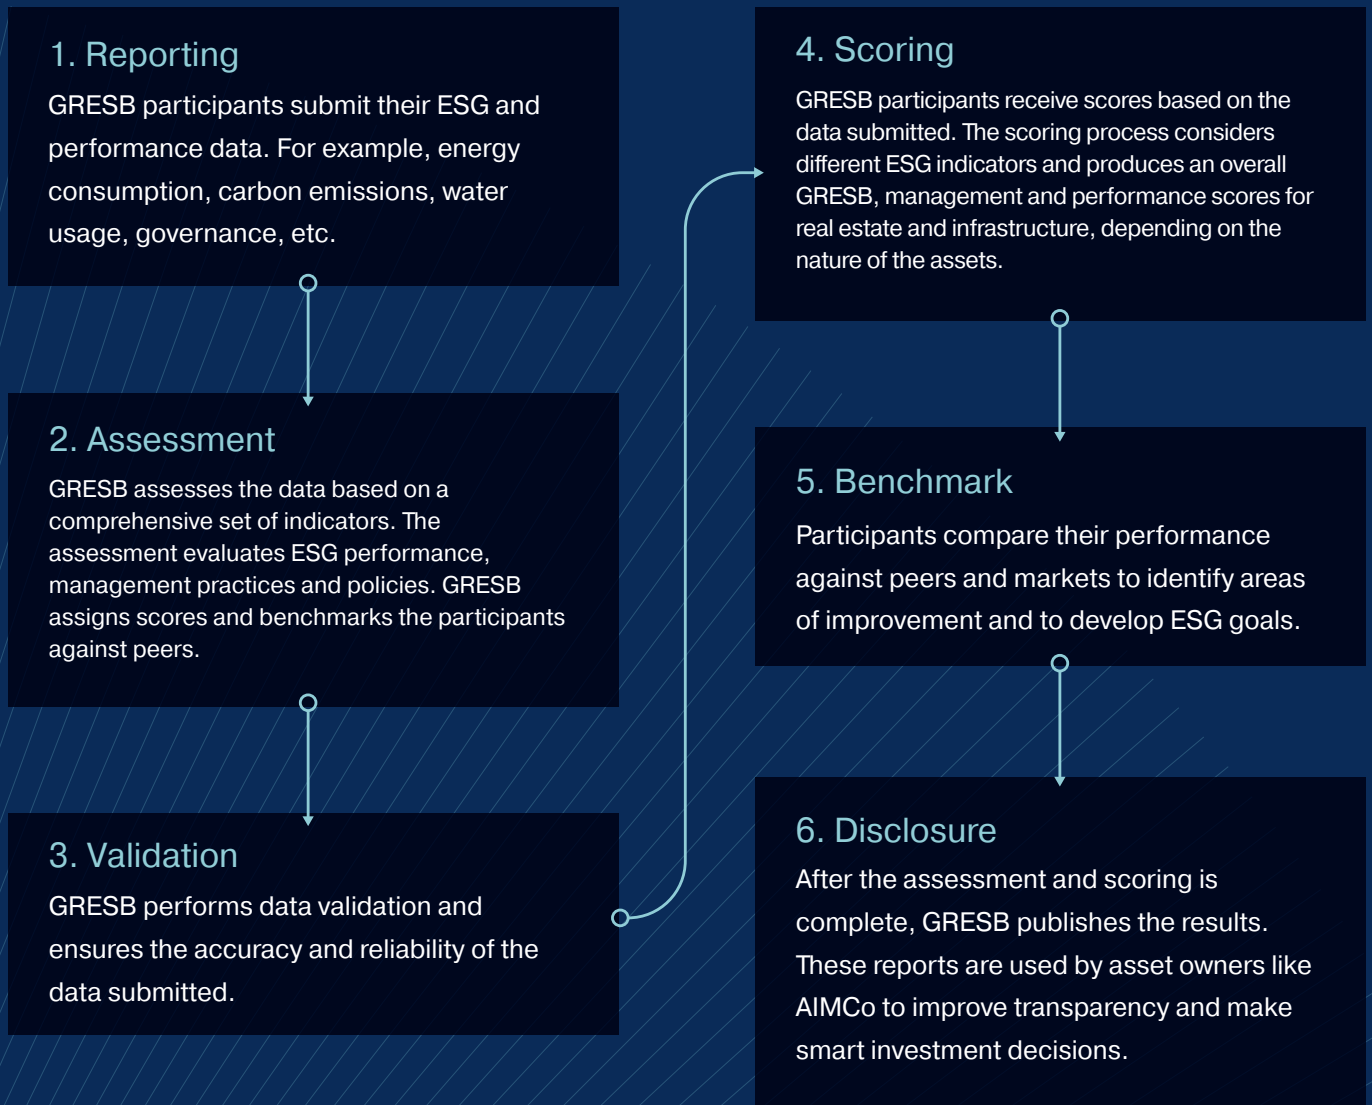 1. Reporting
GRESB participants submit their ESG and
performance data. For example, energy
consumption, carbon emissions, water
usage, governance, etc.
2. Assessment
GRESB assesses the data based on a
comprehensive set of indicators. The
assessment evaluates ESG performance,
management practices and policies. GRESB
assigns scores and benchmarks the participants
against peers.
3. Validation
GRESB performs data validation and
ensures the accuracy and reliability of the
data submitted.
4. Scoring
GRESB participants receive scores based on the
data submitted. The scoring process considers
different ESG indicators and produces an overall
GRESB, management and performance scores for
real estate and infrastructure, depending on the
nature of the assets.
5. Benchmark
Participants compare their performance
against peers and markets to identify areas
of improvement and to develop ESG goals.
6. Disclosure
After the assessment and scoring is
complete, GRESB publishes the results.
These reports are used by asset owners like
AIMCo to improve transparency and make
smart investment decisions.